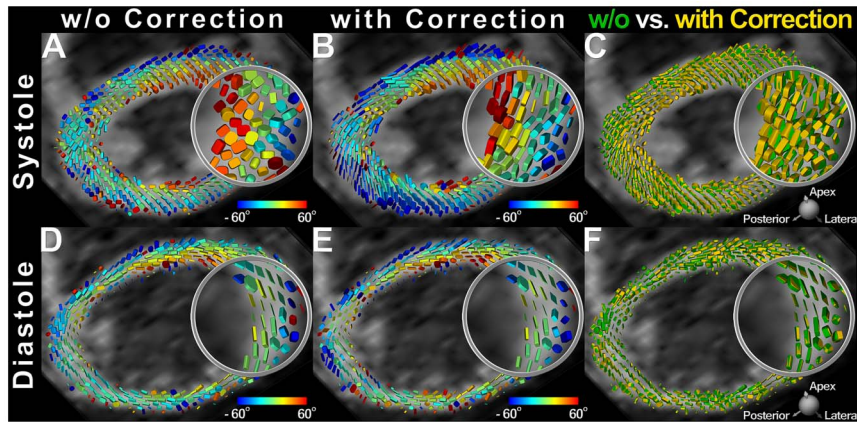 w/o Correction
with Correction
w/o vs. with Correction
Systole
A
B
C
- 60° 60°
- 60° 60°
Apex
Posterior
Latera
Diastole
D
E
F
- 60° 60°
- 60° 60°
Apex
Posterior
Latera